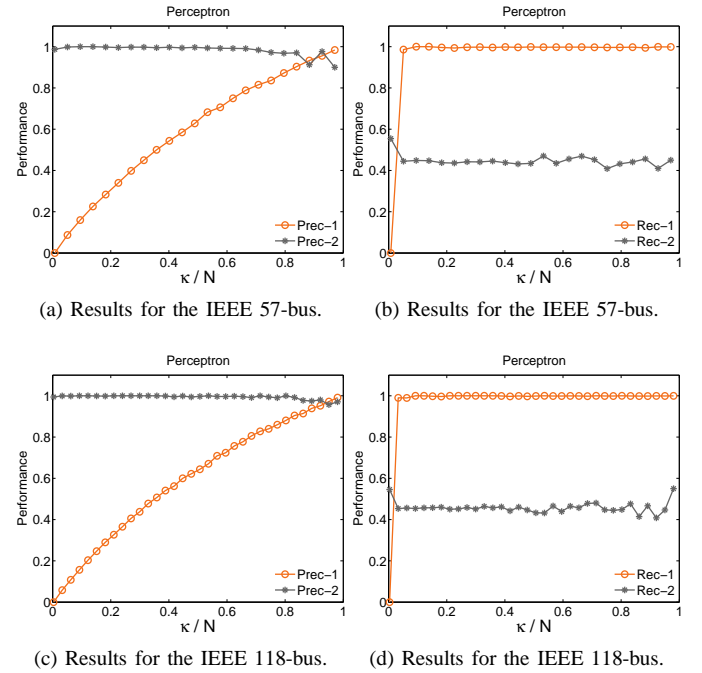 Perceptron
Performance
1
0.8
0.6
0.4
0.2
0
0 0.2 0.4 0.6 0.8 1
κ / N
Prec−1
Prec−2
(a) Results for the IEEE 57-bus.
Perceptron
Performance
1
0.8
0.6
0.4
0.2
0
0 0.2 0.4 0.6 0.8 1
κ / N
Rec−1
Rec−2
(b) Results for the IEEE 57-bus.
Perceptron
Performance
1
0.8
0.6
0.4
0.2
0
0 0.2 0.4 0.6 0.8 1
κ / N
Prec−1
Prec−2
(c) Results for the IEEE 118-bus.
Perceptron
Performance
1
0.8
0.6
0.4
0.2
0
0 0.2 0.4 0.6 0.8 1
κ / N
Rec−1
Rec−2
(d) Results for the IEEE 118-bus.